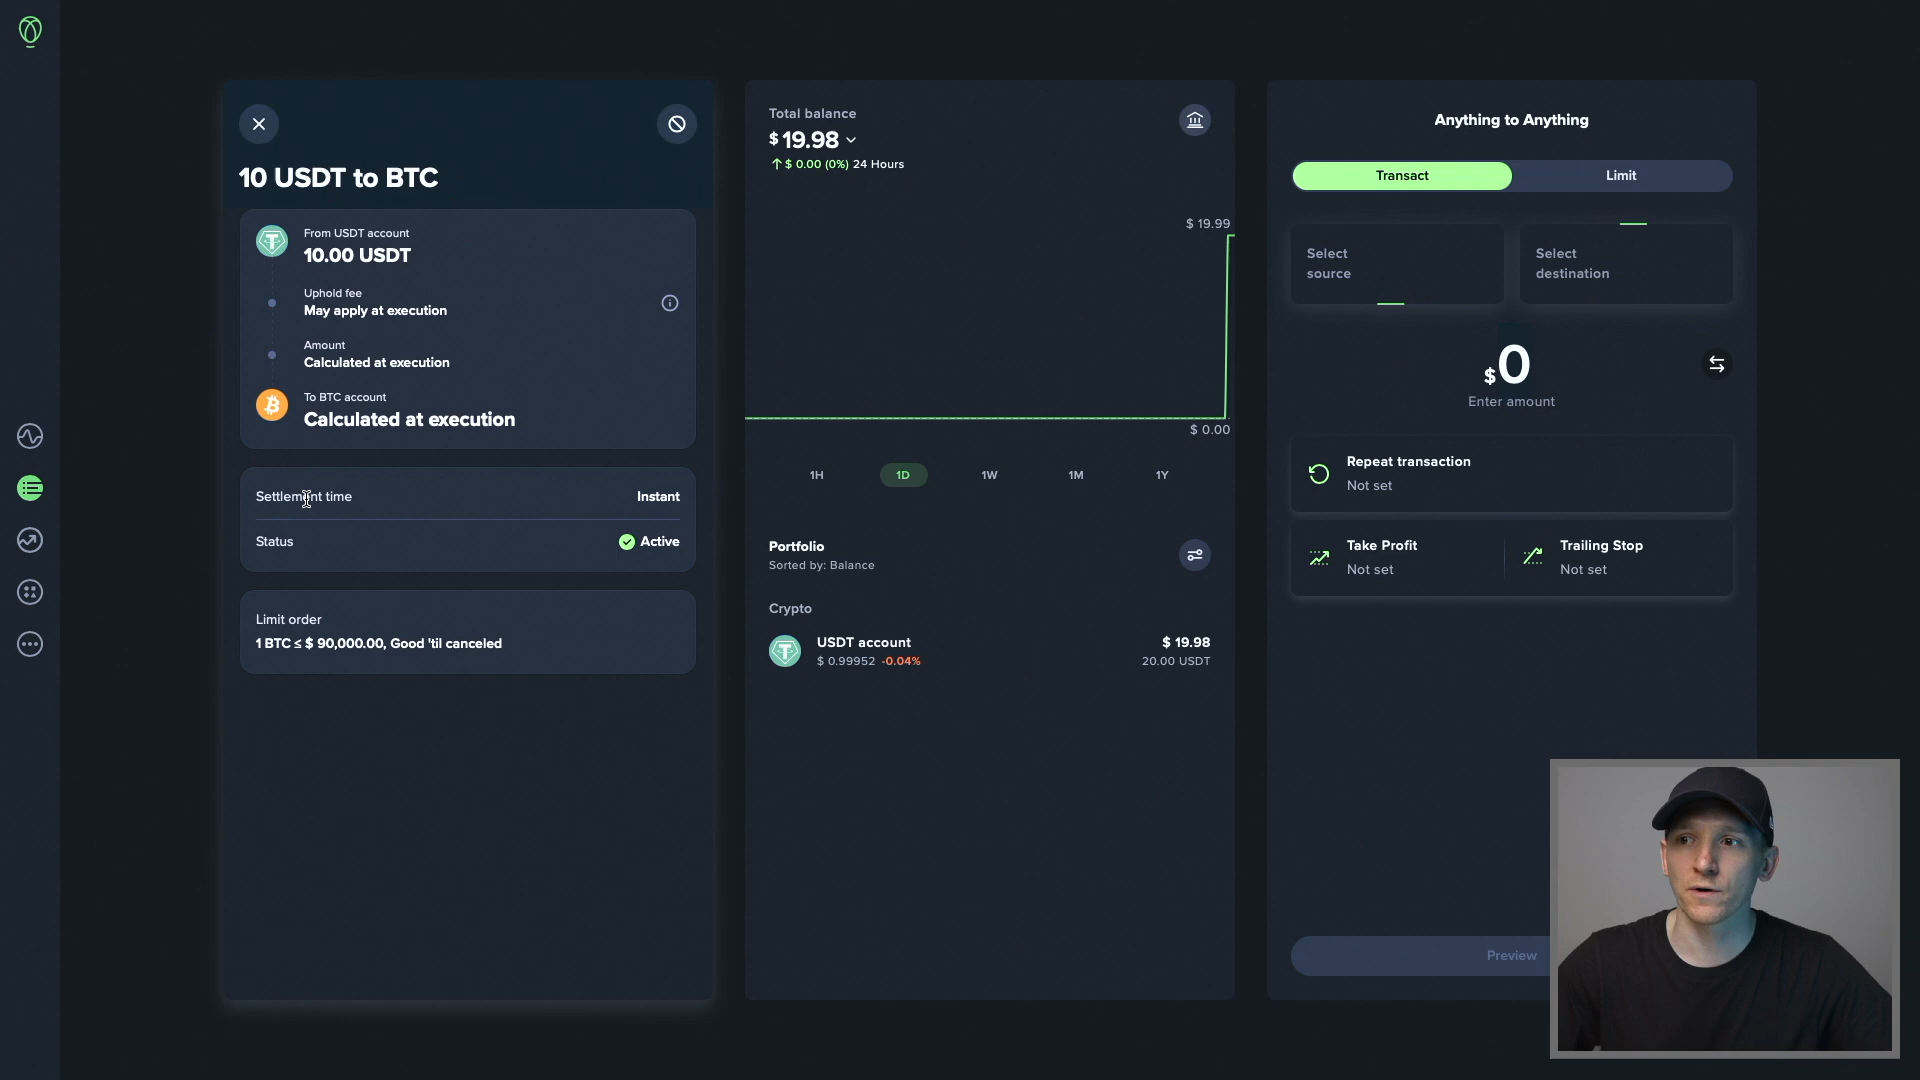 10 USDT to BTC
From USDT account
10.00 USDT
Uphold fee
May apply at execution
Amount
Calculated at execution
To BTC account
Calculated at execution
Settlement time
Instant
Status
Active
Limit order
1 BTC ≤ $ 90,000.00, Good 'til canceled
Total balance
$ 19.98
$ 0.00 (0%) 24 Hours
$ 19.99
$ 0.00
1H 1D 1W 1M 1Y
Portfolio
Sorted by: Balance
Crypto
USDT account
$ 19.98
$ 0.99952 -0.04%
20.00 USDT
Anything to Anything
Transact
Limit
Select
source
Select
destination
$0
Enter amount
Repeat transaction
Not set
Take Profit
Not set
Trailing Stop
Not set
Preview